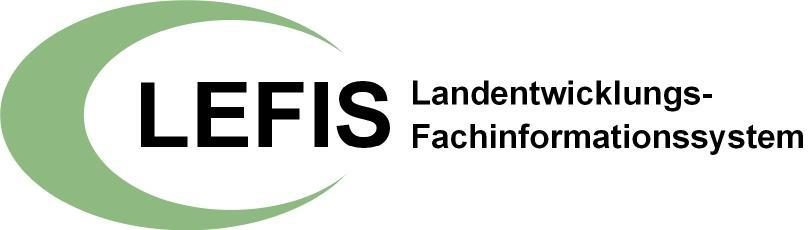 LEFIS
Landentwicklungs-
Fachinformationssystem